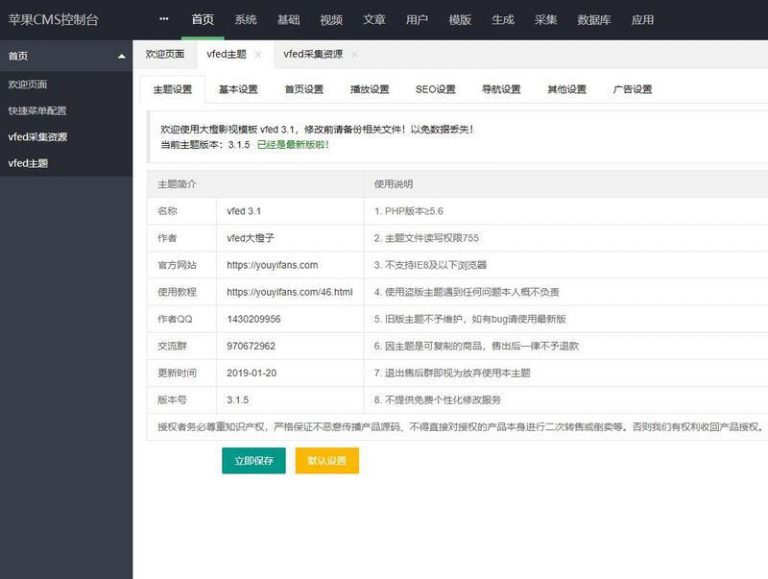 苹果CMS控制台 ··· 首页 系统 基础 视频 文章 用户 模版 生成 采集 数据库 应用
首页 欢迎页面 vfed主题 × vfed采集资源 ×
欢迎页面
快捷菜单配置
vfed采集资源
vfed主题
主题设置 基本设置 首页设置 播放设置 SEO设置 导航设置 其他设置 广告设置
欢迎使用大橙影视模板 vfed 3.1，修改前请备份相关文件！以免数据丢失！
当前主题版本：3.1.5 已经是最新版啦！
主题简介 使用说明
名称 vfed 3.1 1. PHP版本≥5.6
作者 vfed大橙子 2. 主题文件读写权限755
官方网站 https://youyifans.com 3. 不支持IE8及以下浏览器
使用教程 https://youyifans.com/46.html 4. 使用盗版主题遇到任何问题本人概不负责
作者QQ 1430209956 5. 旧版主题不予维护，如有bug请使用最新版
交流群 970672962 6. 因主题是可复制的商品，售出后一律不予退款
更新时间 2019-01-20 7. 退出售后群即视为放弃使用本主题
版本号 3.1.5 8. 不提供免费个性化修改服务
授权者务必尊重知识产权，严格保证不恶意传播产品源码、不得直接对授权的产品本身进行二次转售或倒卖等。否则我们有权利收回产品授权。
立即保存 默认设置